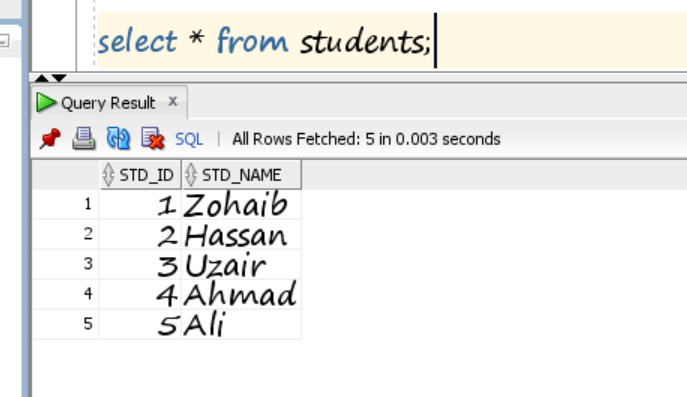 select * from students;
Query Result x
SQL | All Rows Fetched: 5 in 0.003 seconds
STD_ID STD_NAME
1 1 Zohaib
2 2 Hassan
3 3 Uzair
4 4 Ahmad
5 5 Ali